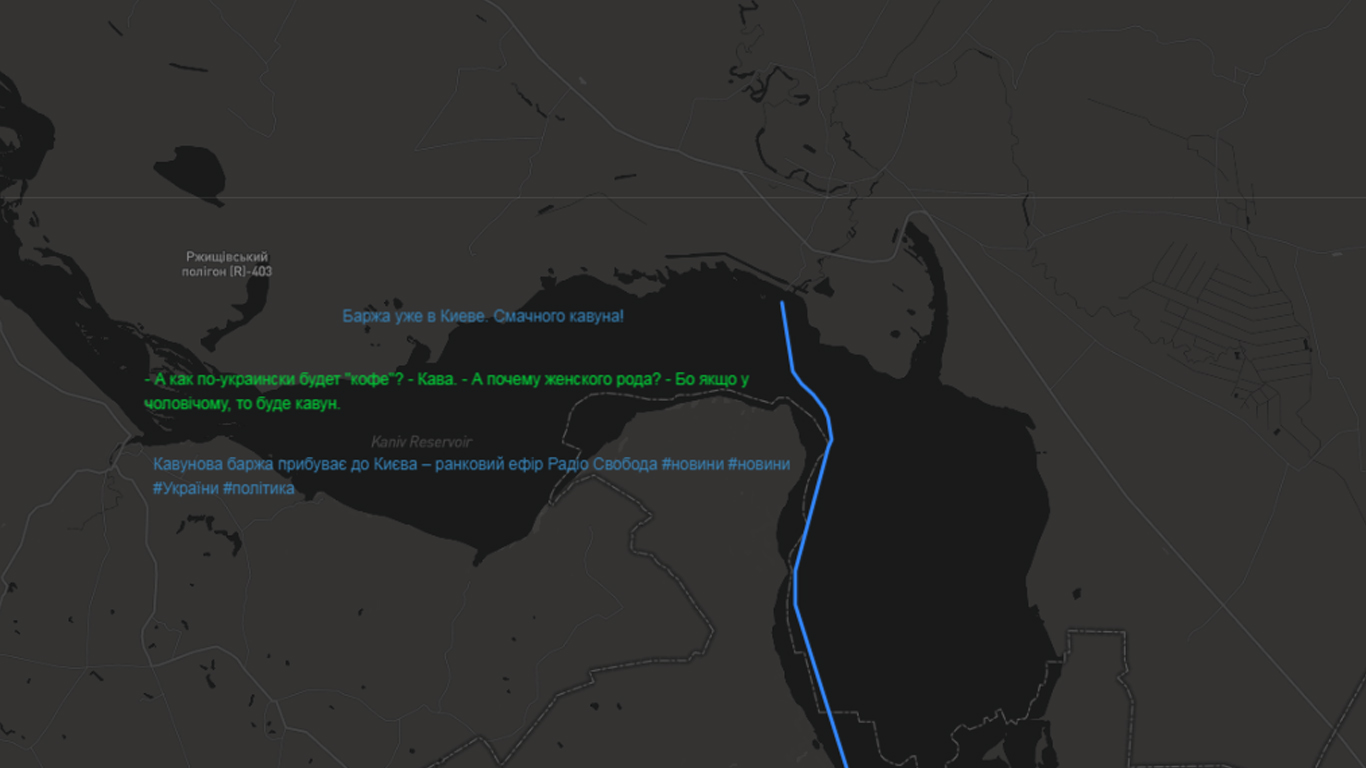 Ржищівський
полігон [R]-403
Баржа уже в Киеве. Смачного кавуна!
- А как по-украински будет "кофе"? - Кава. - А почему женского рода? - Бо якщо у
чоловічому, то буде кавун.
Kaniv Reservoir
Кавунова баржа прибуває до Києва – ранковий ефір Радіо Свобода #новини #новини
#України #політика